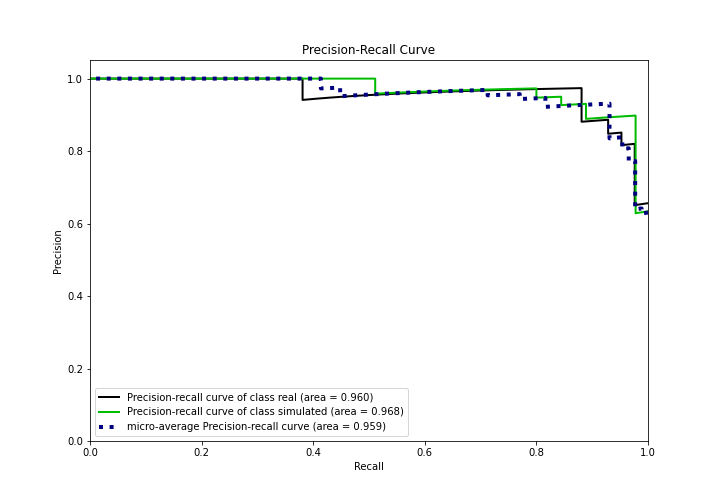 Precision-Recall Curve
1.0
0.8
0.6
0.4
0.2
0.0
Precision
Precision-recall curve of class real (area = 0.960)
Precision-recall curve of class simulated (area = 0.968)
micro-average Precision-recall curve (area = 0.959)
0.0 0.2 0.4 0.6 0.8 1.0
Recall